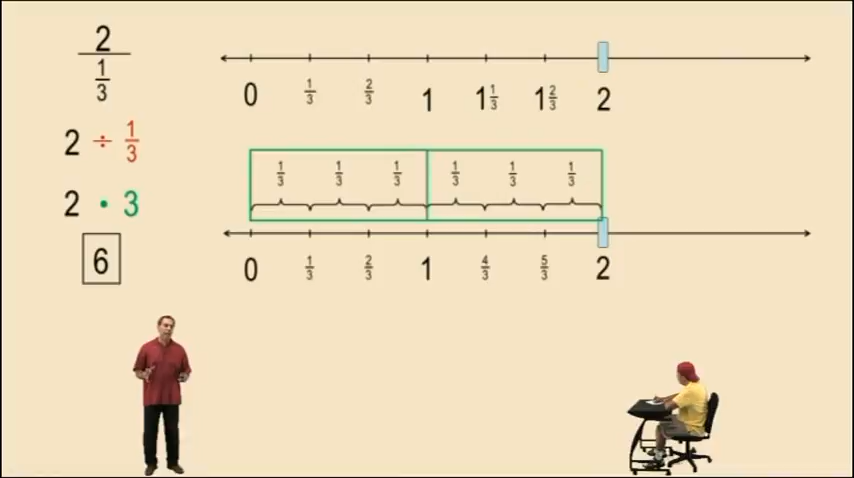 2
1
3
2 ÷ 1/3
2 · 3
6
0 1/3 2/3 1 1 1/3 1 2/3 2
1/3 1/3 1/3 1/3 1/3 1/3
0 1/3 2/3 1 4/3 5/3 2